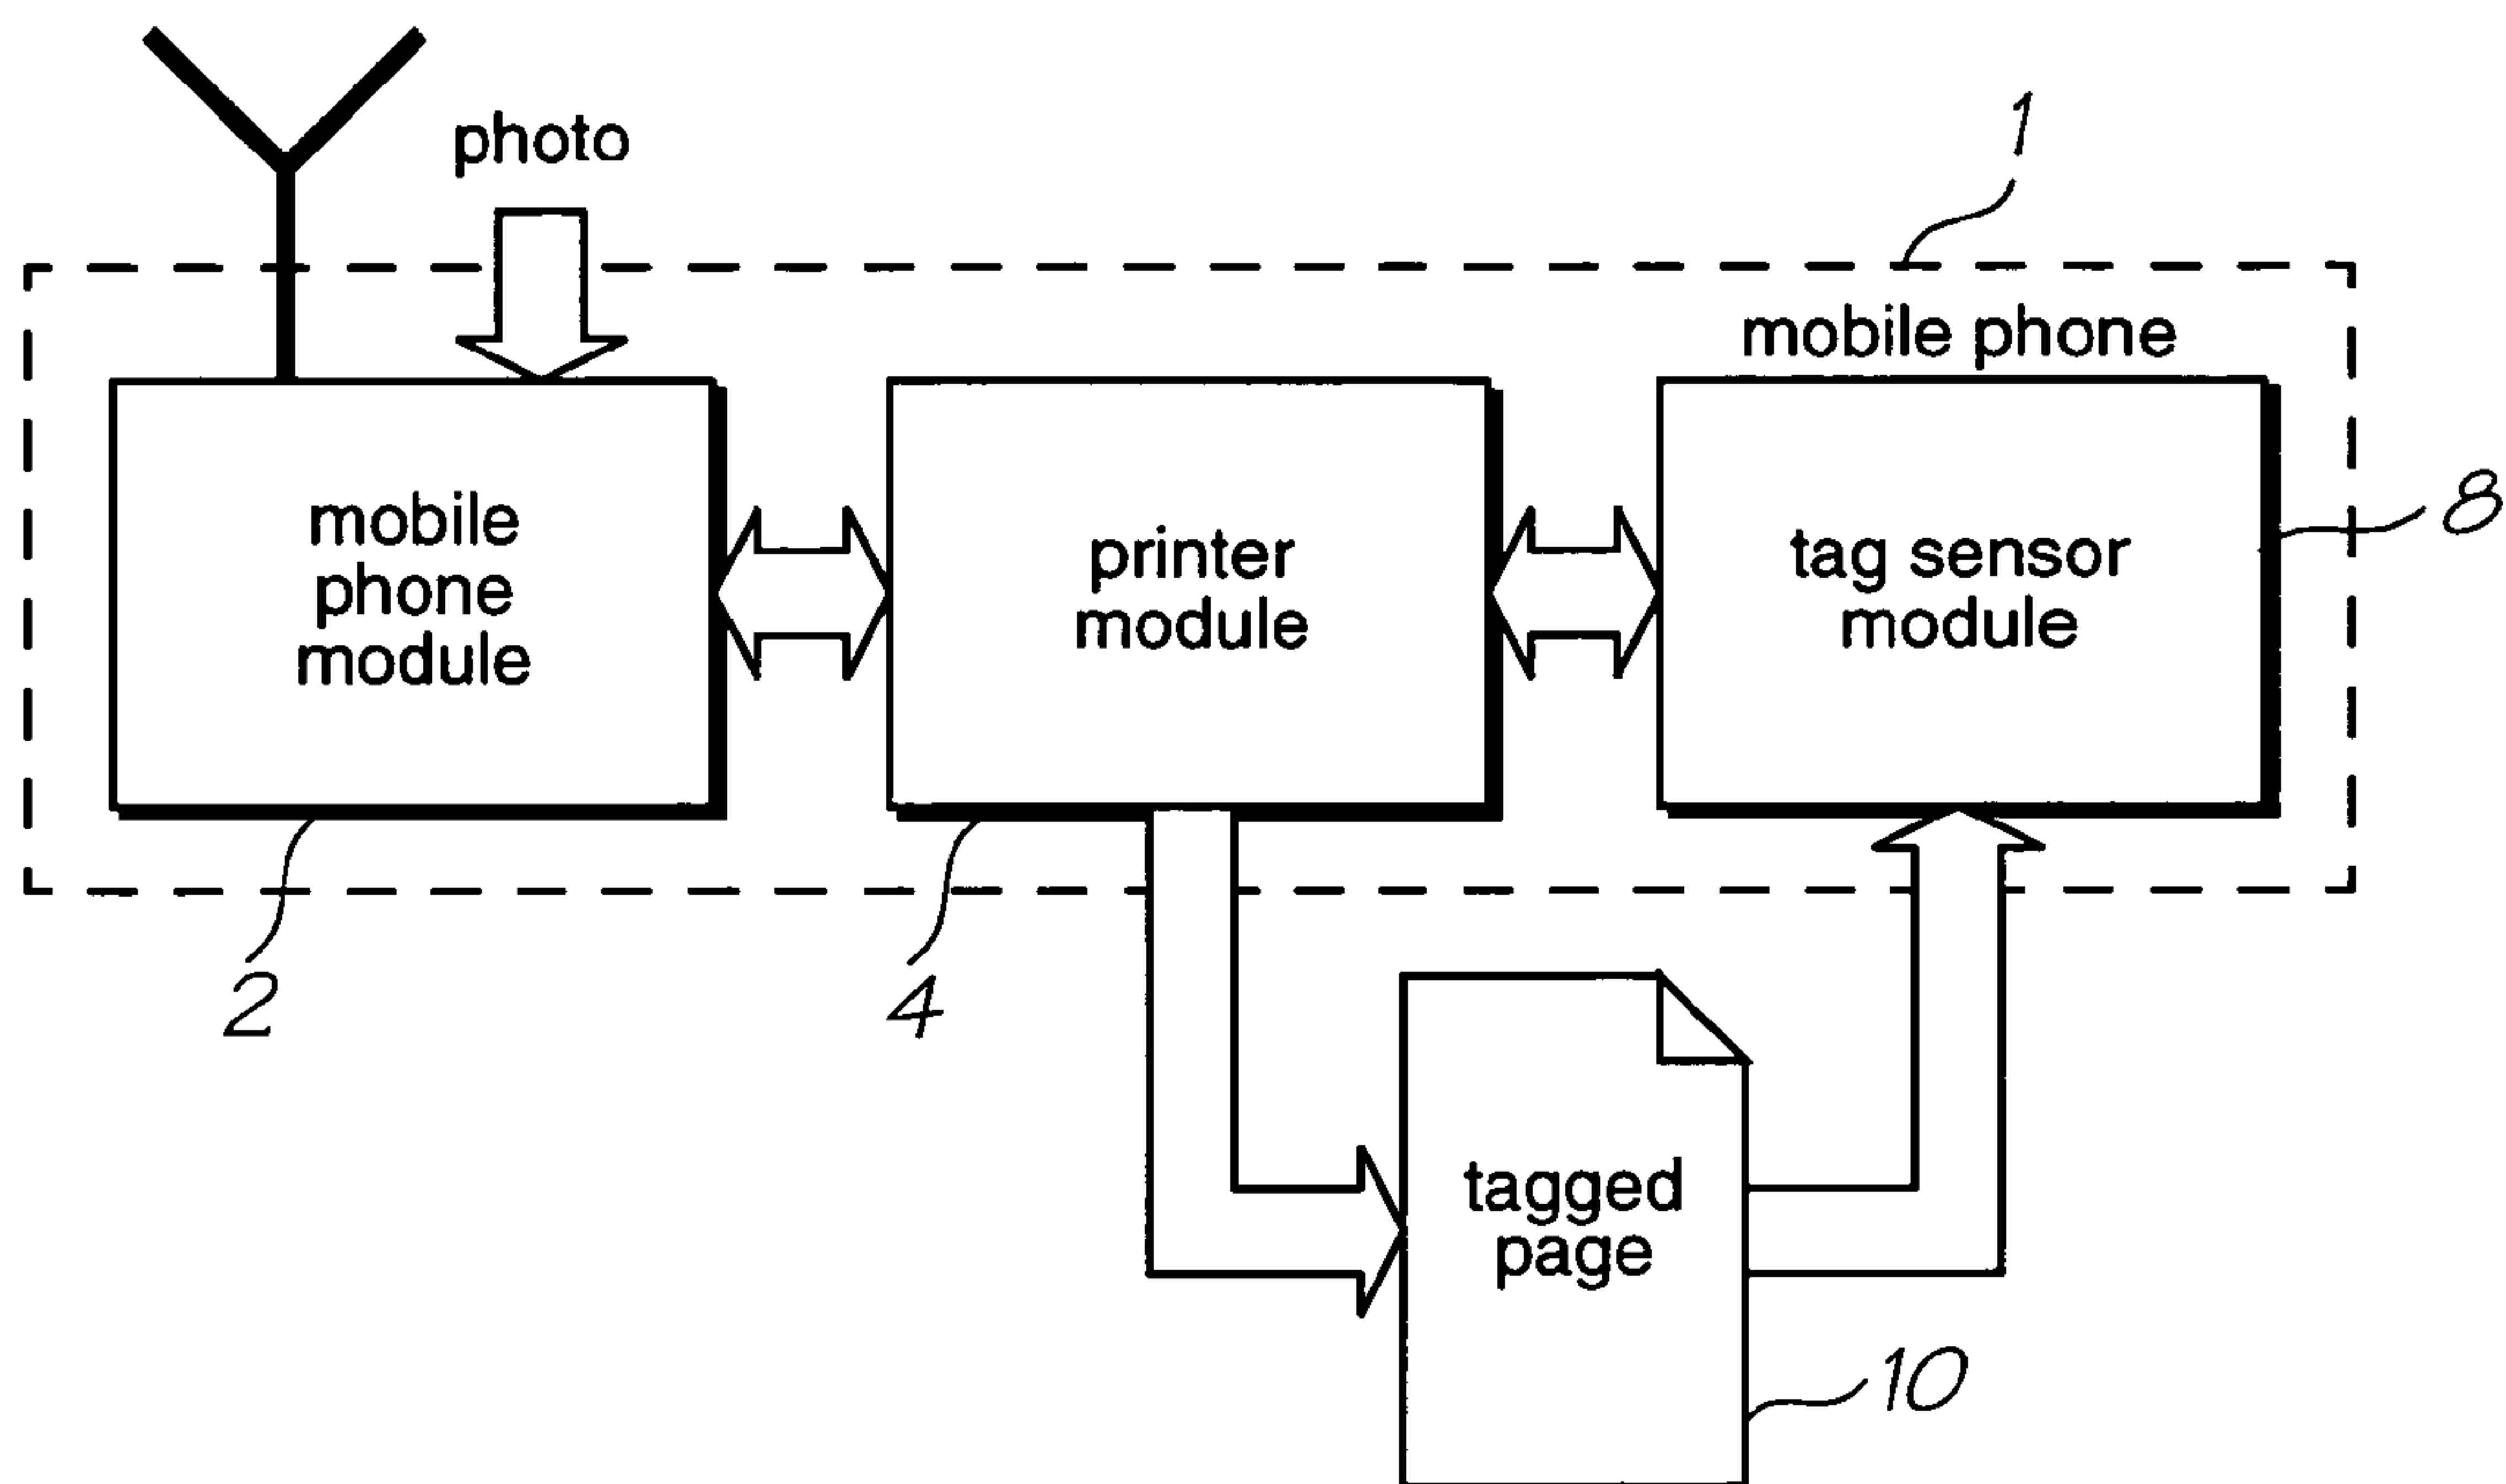 photo
1
mobile phone
mobile
phone
module
printer
module
tag sensor
module
8
2
4
tagged
page
10